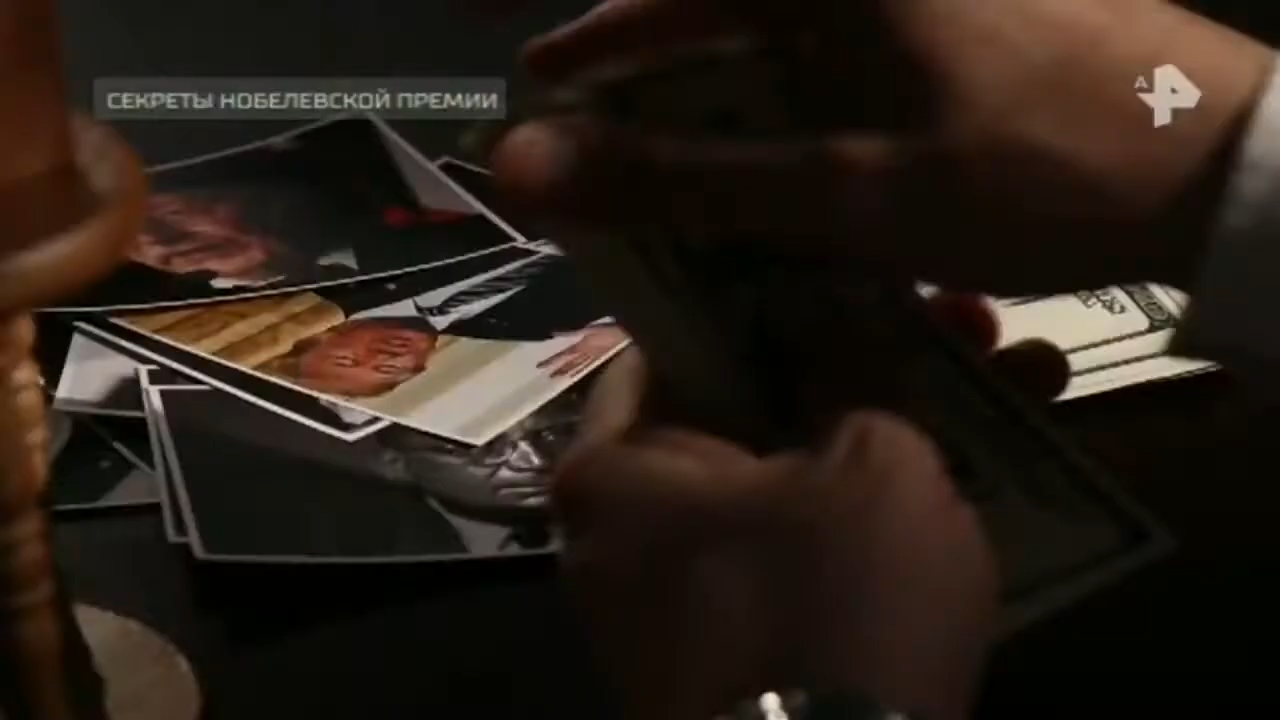 СЕКРЕТЫ НОБЕЛЕВСКОЙ ПРЕМИИ